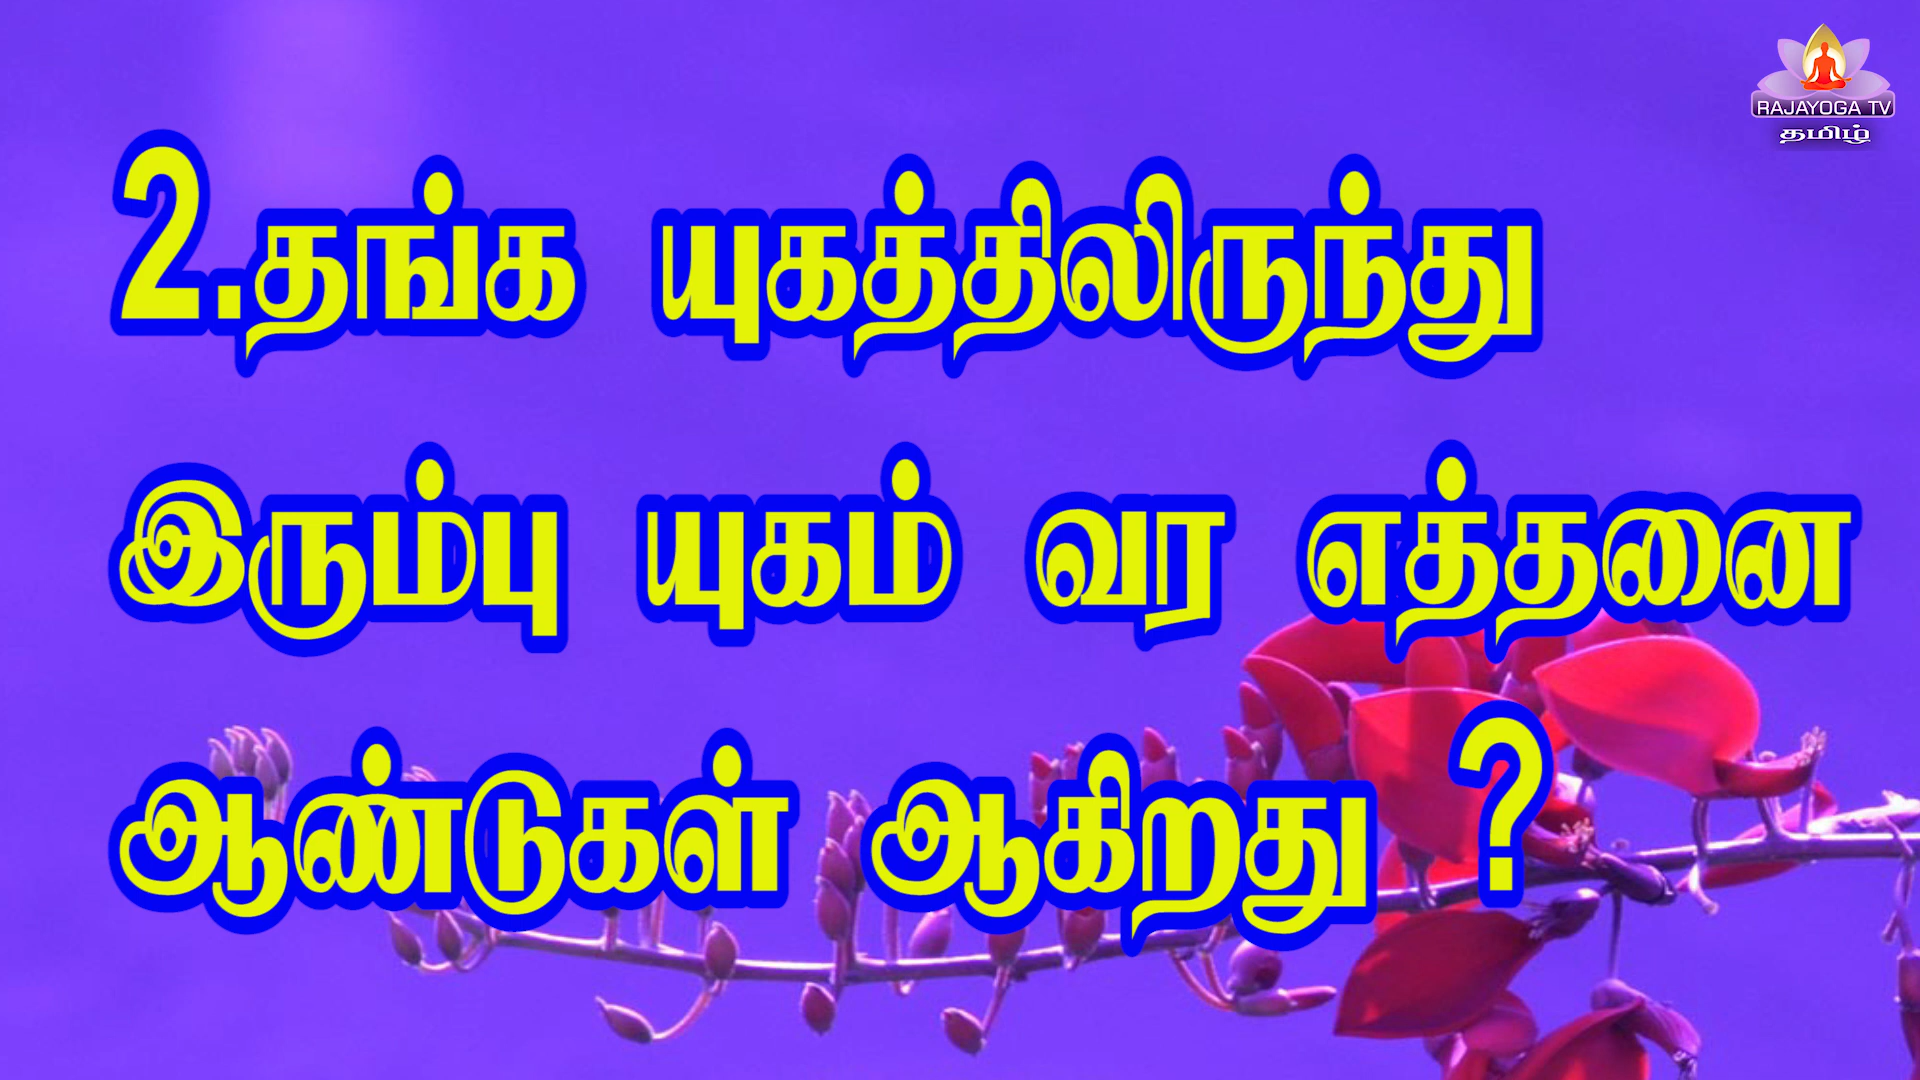 RAJAYOGA TV
தமிழ்
2.தங்க யுகத்திலிருந்து
இரும்பு யுகம் வர எத்தனை
ஆண்டுகள் ஆகிறது ?